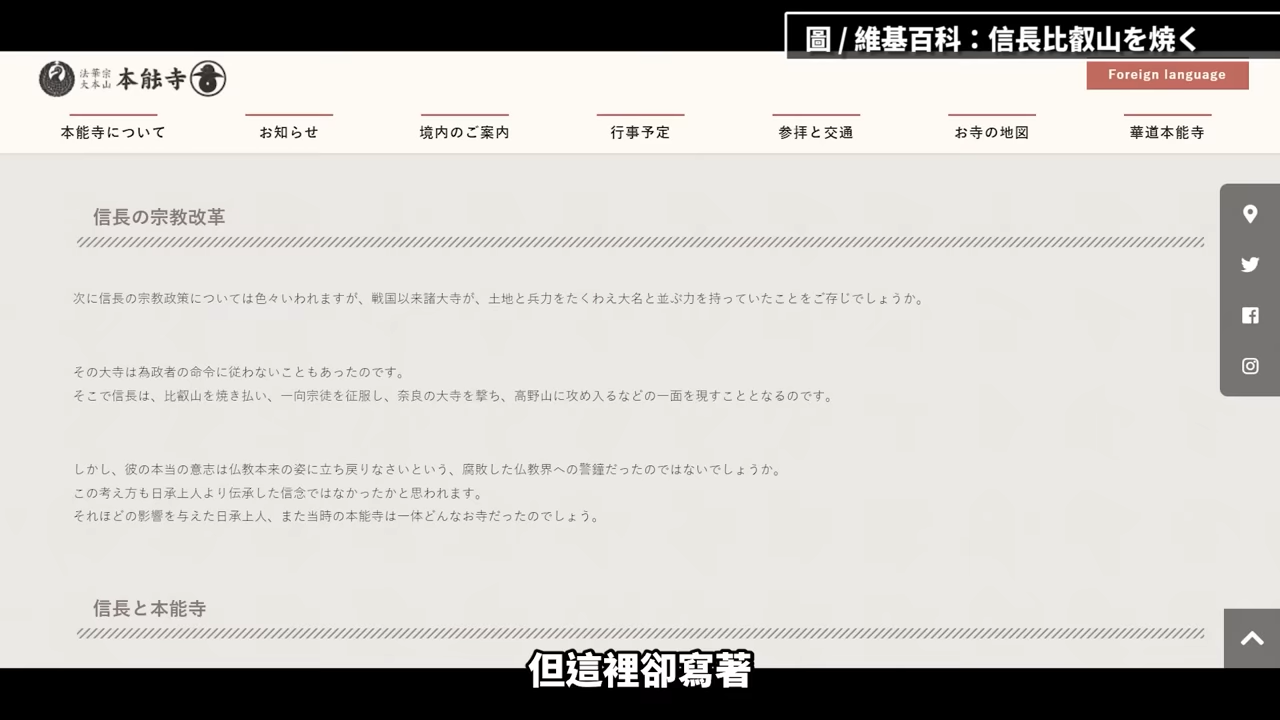 圖 / 維基百科：信長比叡山を焼く
法華宗
大本山
本能寺
Foreign language
本能寺について
お知らせ
境内のご案内
行事予定
参拝と交通
お寺の地図
華道本能寺
信長の宗教改革
次に信長の宗教政策については色々いわれますが、戦国以来諸大寺が、土地と兵力をたくわえ大名と並ぶ力を持っていたことをご存じでしょうか。
その大寺は為政者の命令に従わないこともあったのです。
そこで信長は、比叡山を焼き払い、一向宗徒を征服し、奈良の大寺を撃ち、高野山に攻め入るなどの一面を現すこととなるのです。
しかし、彼の本当の意志は仏教本来の姿に立ち戻りなさいという、腐敗した仏教界への警鐘だったのではないでしょうか。
この考え方も日承上人より伝承した信念ではなかったかと思われます。
それほどの影響を与えた日承上人、また当時の本能寺は一体どんなお寺だったのでしょう。
信長と本能寺
但這裡卻寫著